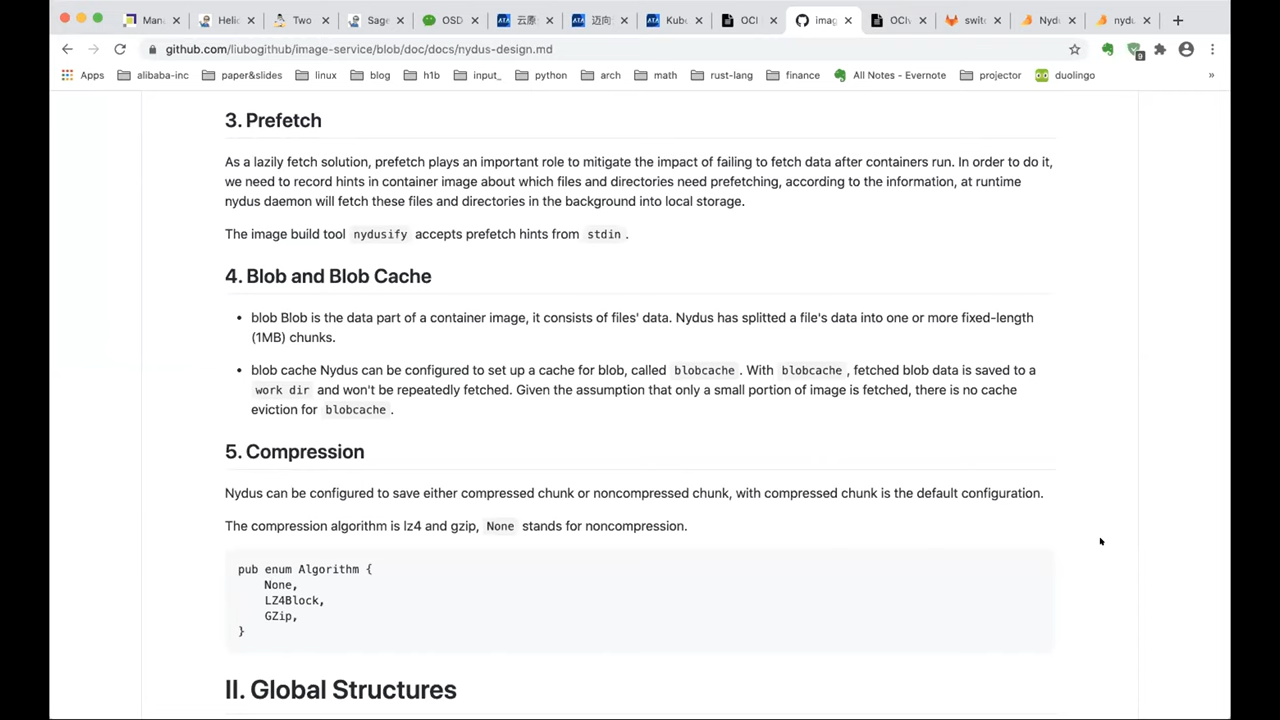 Mana
Helic
Two
Sage
OSD
云原
迈向
Kube
OCI
imag
OCIv
swit
Nydu
nydu
github.com/liubogithub/image-service/blob/doc/docs/nydus-design.md
9
Apps alibaba-inc paper&slides linux blog h1b input_ python arch math rust-lang finance All Notes - Evernote projector duolingo »
3. Prefetch
As a lazily fetch solution, prefetch plays an important role to mitigate the impact of failing to fetch data after containers run. In order to do it,
we need to record hints in container image about which files and directories need prefetching, according to the information, at runtime
nydus daemon will fetch these files and directories in the background into local storage.
The image build tool nydusify accepts prefetch hints from stdin.
4. Blob and Blob Cache
• blob Blob is the data part of a container image, it consists of files' data. Nydus has splitted a file's data into one or more fixed-length
(1MB) chunks.
• blob cache Nydus can be configured to set up a cache for blob, called blobcache. With blobcache, fetched blob data is saved to a
work dir and won't be repeatedly fetched. Given the assumption that only a small portion of image is fetched, there is no cache
eviction for blobcache.
5. Compression
Nydus can be configured to save either compressed chunk or noncompressed chunk, with compressed chunk is the default configuration.
The compression algorithm is lz4 and gzip, None stands for noncompression.
pub enum Algorithm {
None,
LZ4Block,
GZip,
}
II. Global Structures